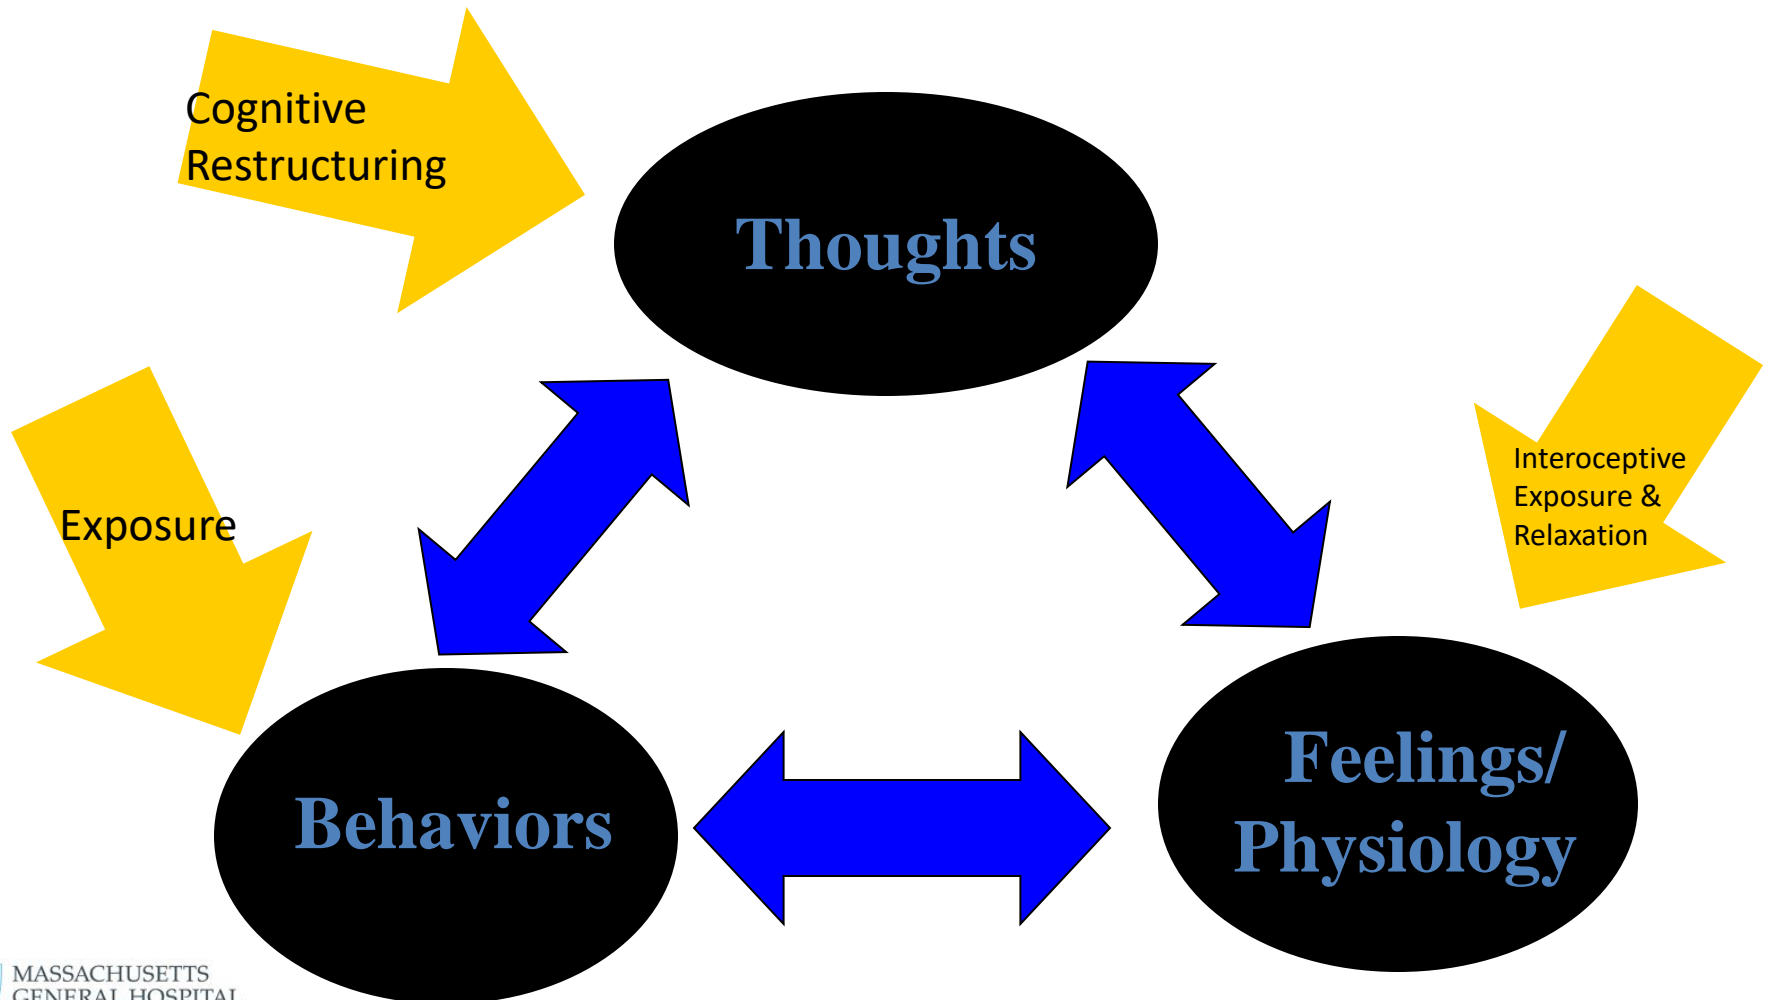 Cognitive
Restructuring
Thoughts
Interoceptive
Exposure &
Relaxation
Exposure
Feelings/
Physiology
Behaviors
MASSACHUSETTS
GENERAL HOSPITAL